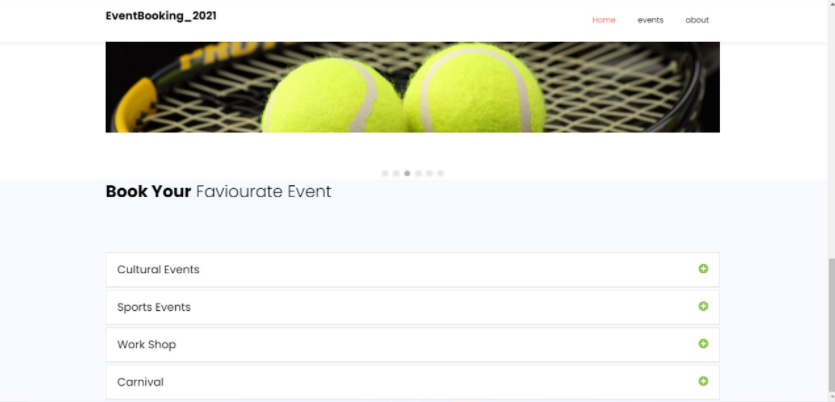 EventBooking_2021
Home events about
Book Your Faviourate Event
Cultural Events
Sports Events
Work Shop
Carnival